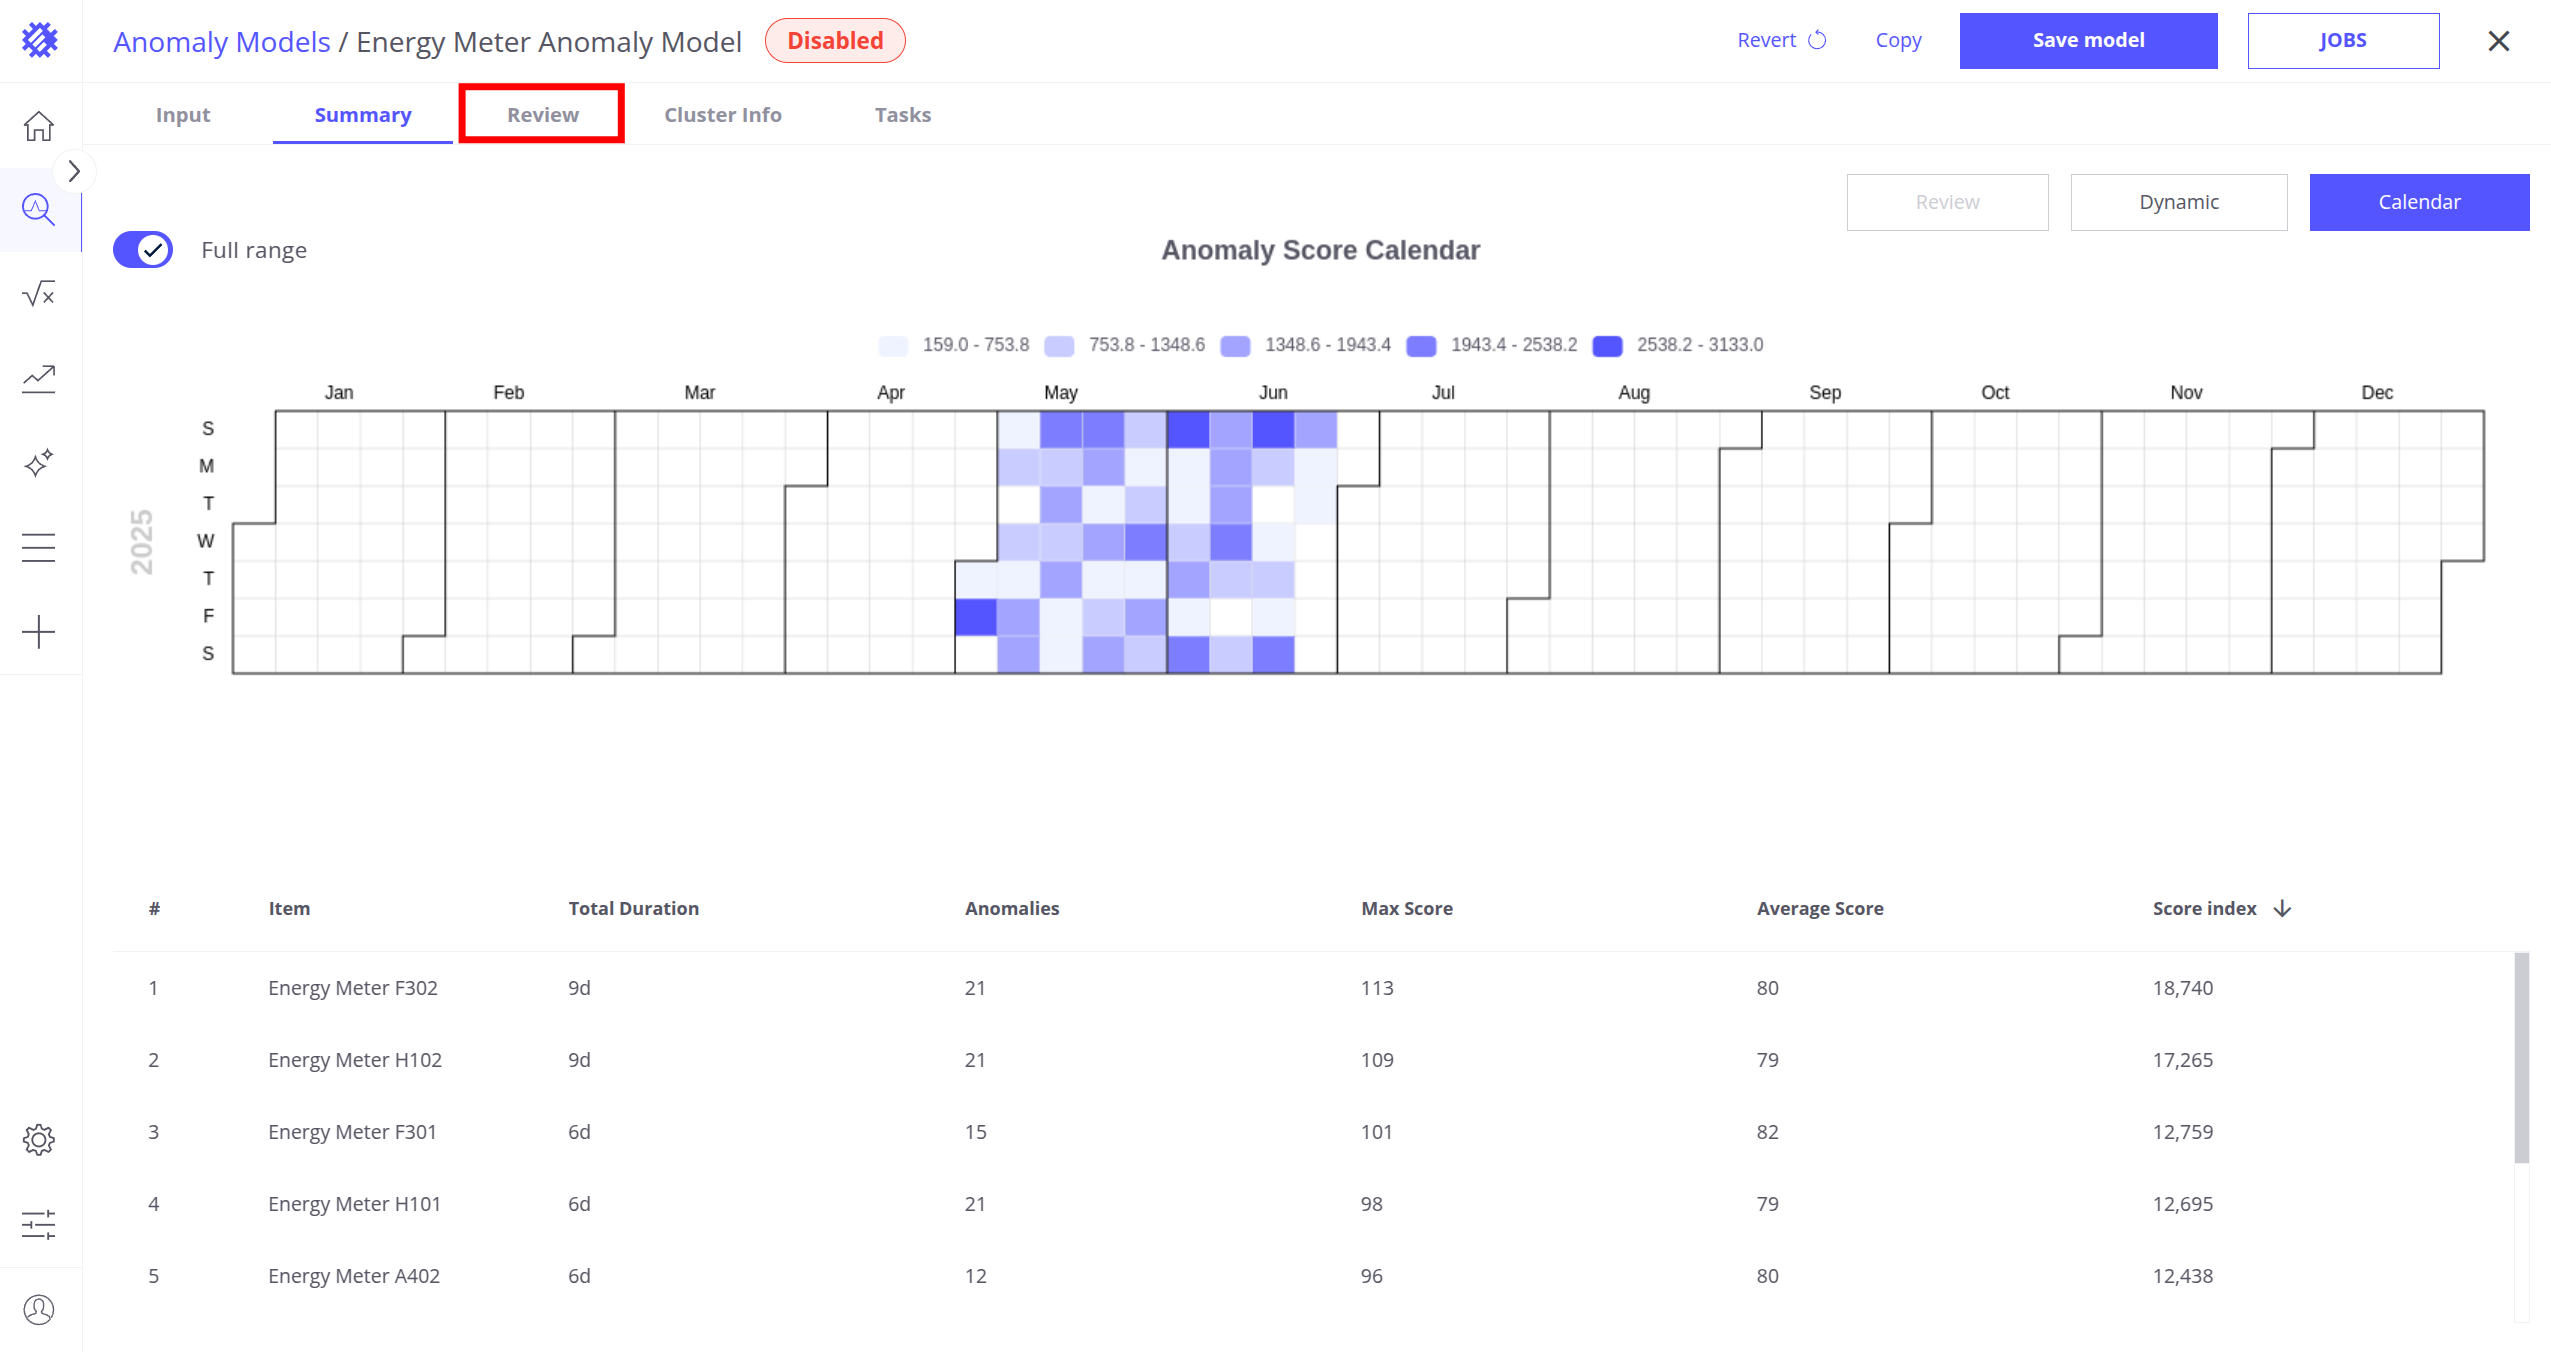 Anomaly Models / Energy Meter Anomaly Model Disabled Revert Copy Save model JOBS
Input Summary Review Cluster Info Tasks
Review Dynamic Calendar
Full range
Anomaly Score Calendar
159.0 - 753.8 753.8 - 1348.6 1348.6 - 1943.4 1943.4 - 2538.2 2538.2 - 3133.0
Jan Feb Mar Apr May Jun Jul Aug Sep Oct Nov Dec
S
M
T
W
T
F
S
2025
# Item Total Duration Anomalies Max Score Average Score Score index
1 Energy Meter F302 9d 21 113 80 18,740
2 Energy Meter H102 9d 21 109 79 17,265
3 Energy Meter F301 6d 15 101 82 12,759
4 Energy Meter H101 6d 21 98 79 12,695
5 Energy Meter A402 6d 12 96 80 12,438